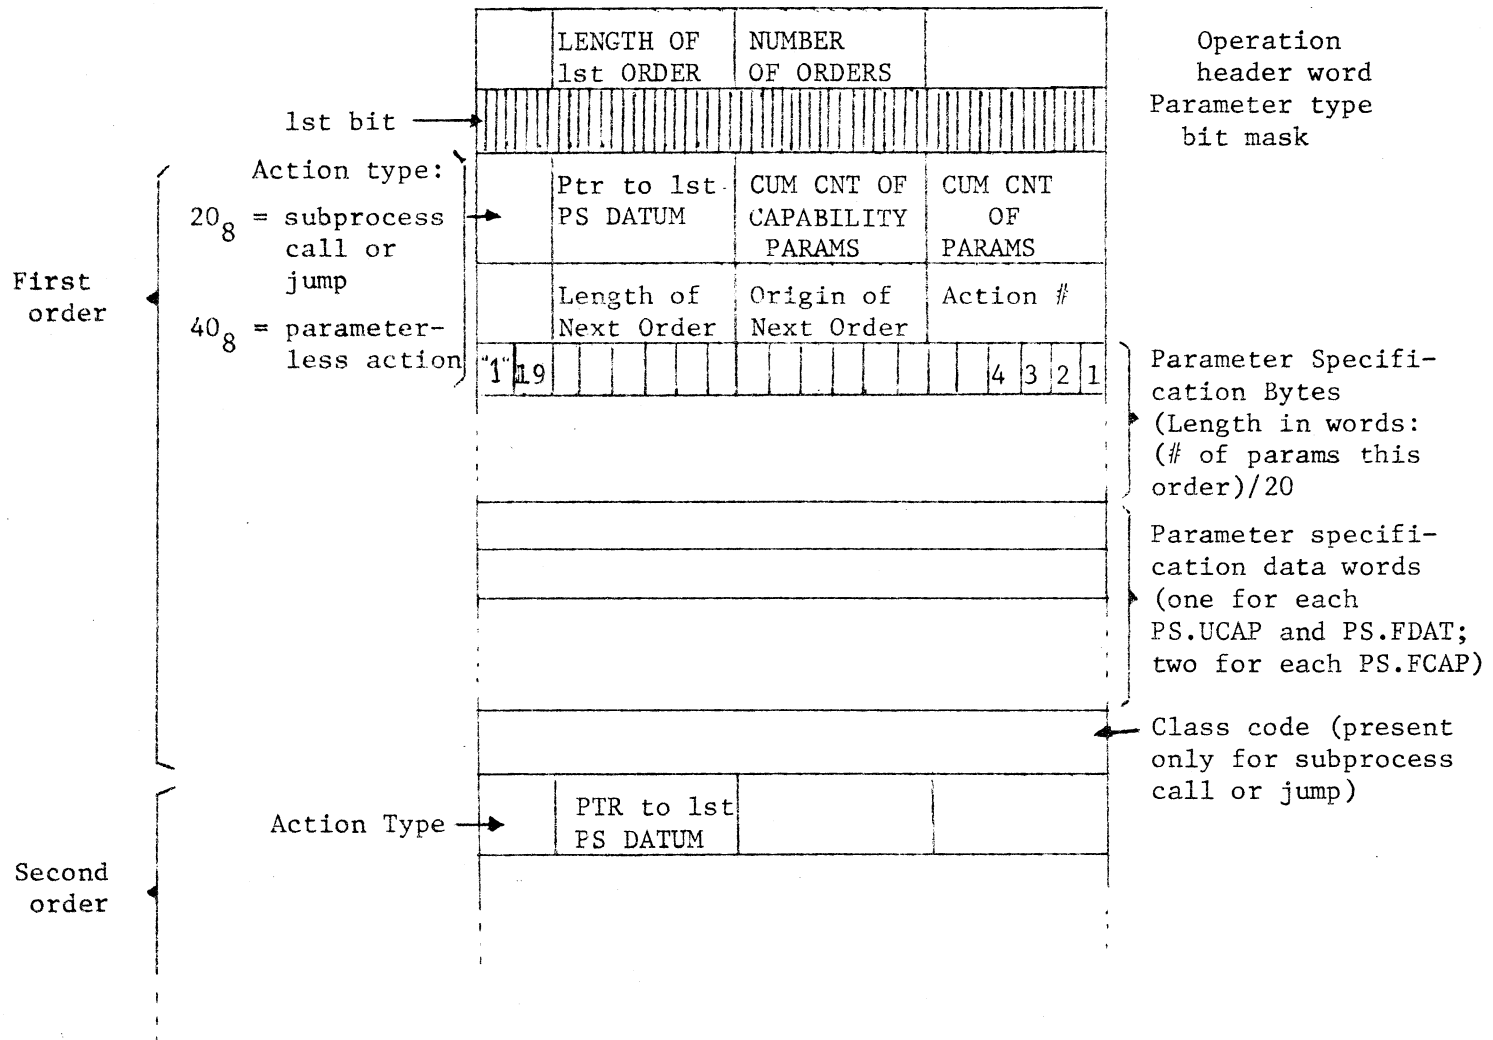 LENGTH OF
1st ORDER
NUMBER
OF ORDERS
Operation
header word
Parameter type
bit mask
1st bit
Action type:
20₈ = subprocess
call or
jump
40₈ = parameter-
less action
Ptr to 1st
PS DATUM
CUM CNT OF
CAPABILITY
PARAMS
CUM CNT
OF
PARAMS
First
order
Length of
Next Order
Origin of
Next Order
Action #
"1" 19 4 3 2 1
Parameter Specifi-
cation Bytes
(Length in words:
(# of params this
order)/20
Parameter specifi-
cation data words
(one for each
PS.UCAP and PS.FDAT;
two for each PS.FCAP)
Class code (present
only for subprocess
call or jump)
Action Type
PTR to 1st
PS DATUM
Second
order